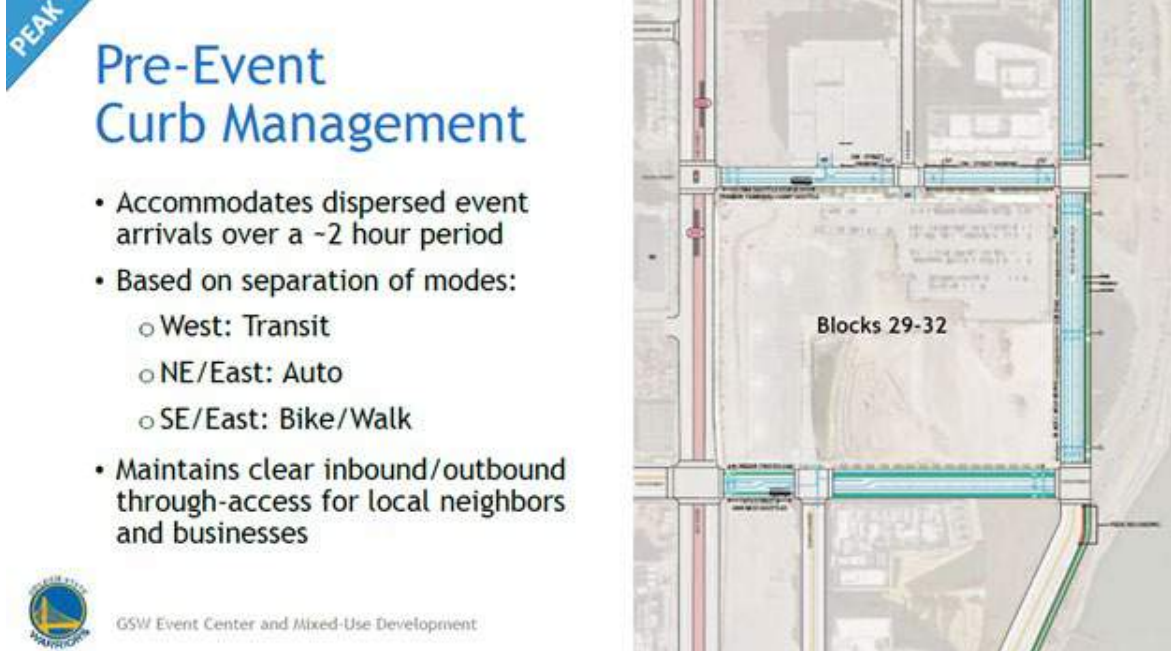 PEAK
Pre-Event
Curb Management
• Accommodates dispersed event
arrivals over a ~2 hour period
• Based on separation of modes:
o West: Transit
o NE/East: Auto
o SE/East: Bike/Walk
• Maintains clear inbound/outbound
through-access for local neighbors
and businesses
WARRIORS
GSW Event Center and Mixed-Use Development
Blocks 29-32